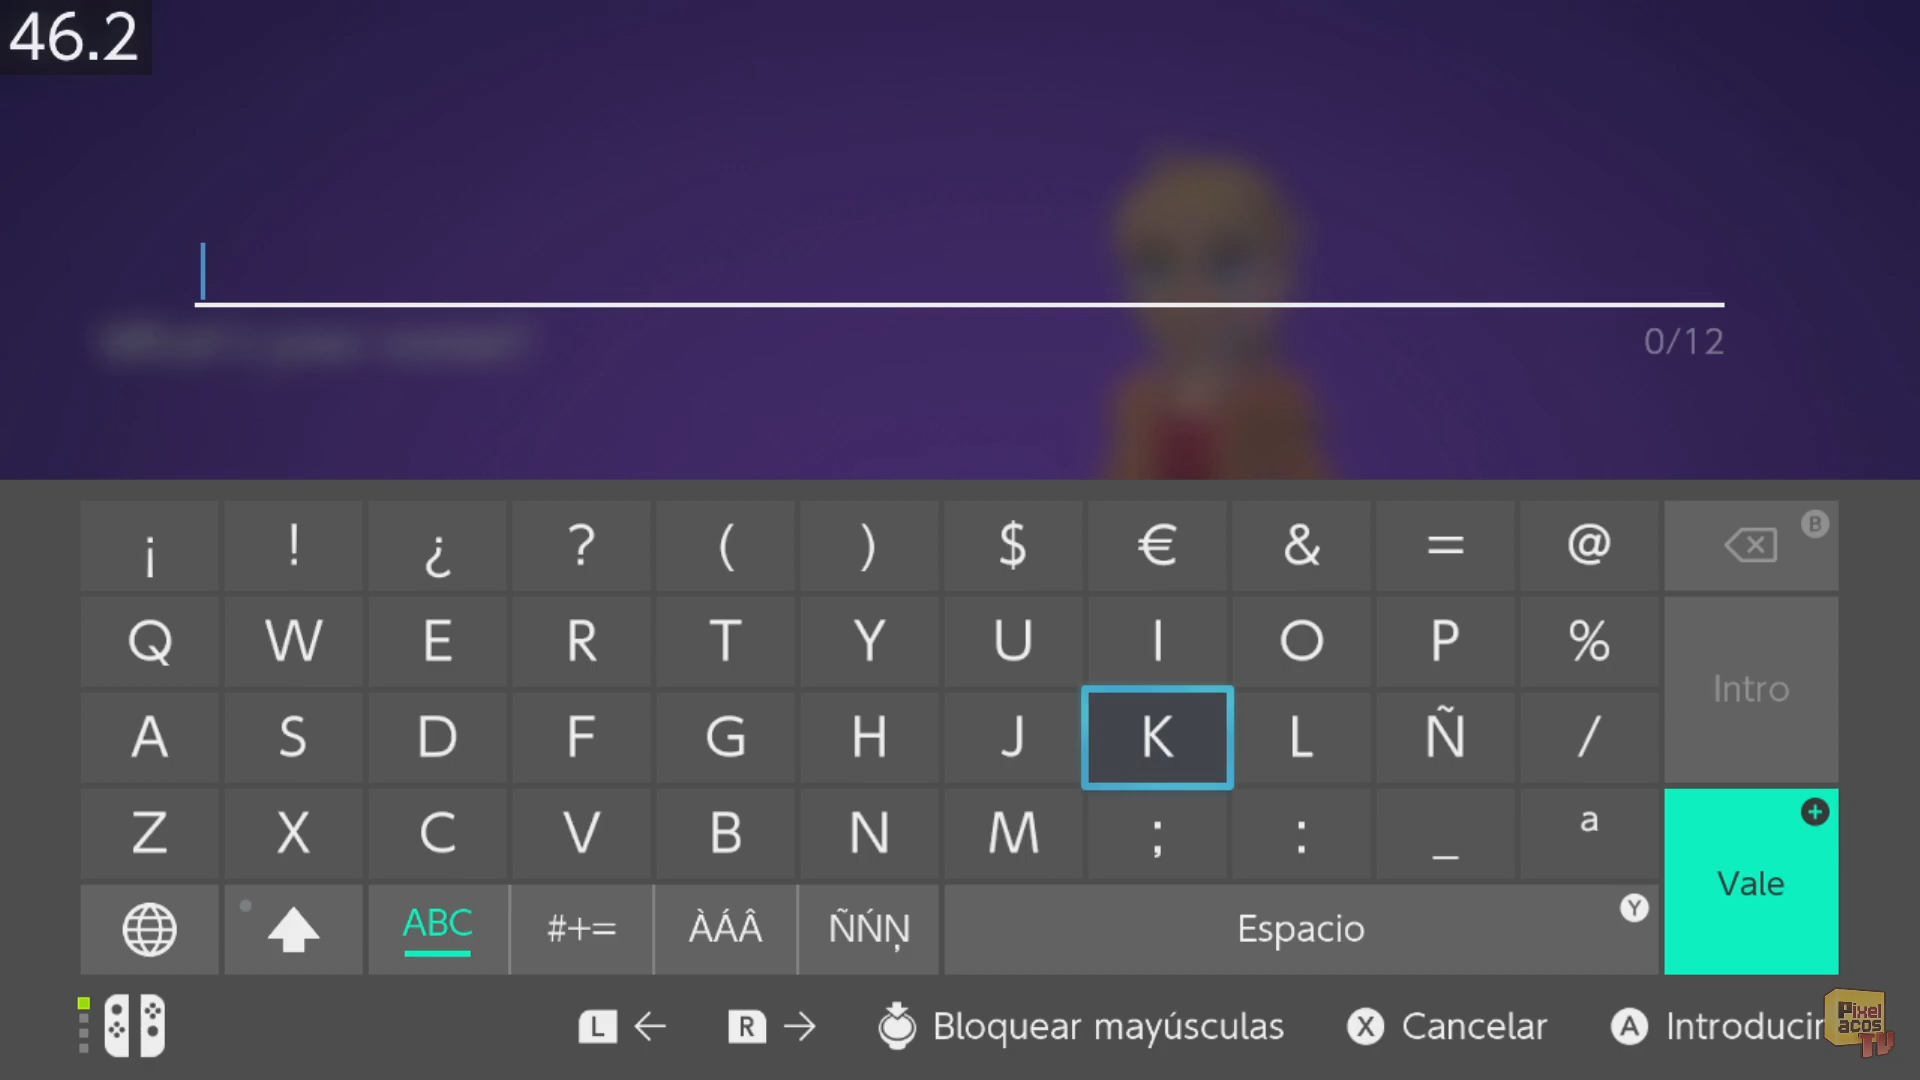 46.2
0/12
¡ ! ¿ ? ( ) $ € & = @ B
Q W E R T Y U I O P %
Intro
A S D F G H J K L Ñ /
Z X C V B N M ; : _ ª +
Vale
ABC #+= ÀÁÂ ÑŃŅ Espacio Y
L ← R → Bloquear mayúsculas X Cancelar A Introducir
Pixel
acos
TV